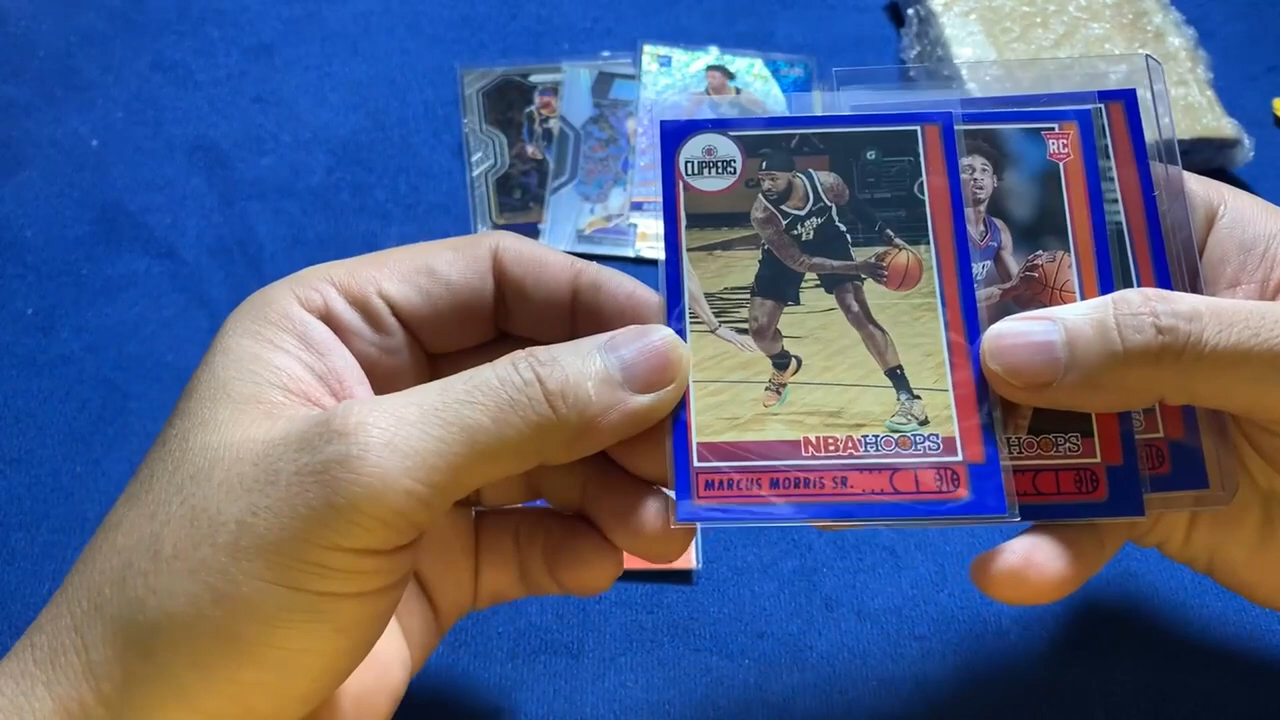 CLIPPERS
NBA HOOPS
MARCUS MORRIS SR.
RC
HOOPS